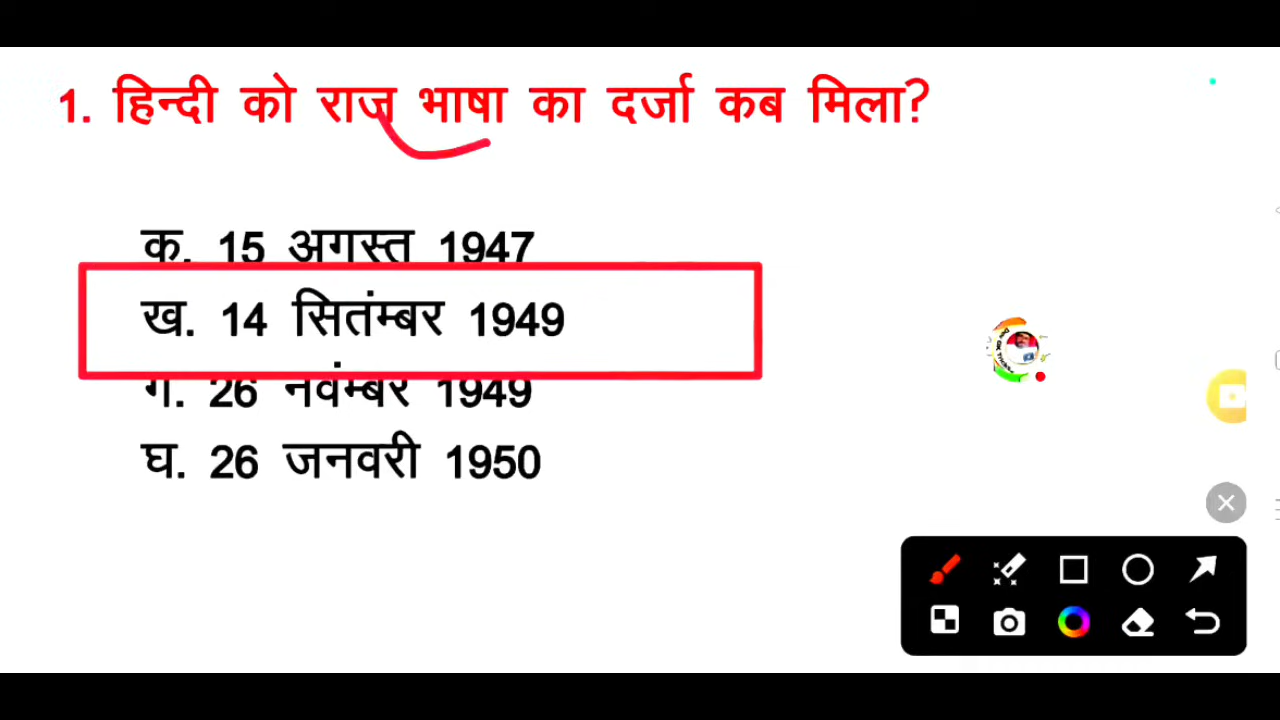 1. हिन्दी को राज भाषा का दर्जा कब मिला?
क. 15 अगस्त 1947
ख. 14 सितंम्बर 1949
ग. 26 नवंम्बर 1949
घ. 26 जनवरी 1950